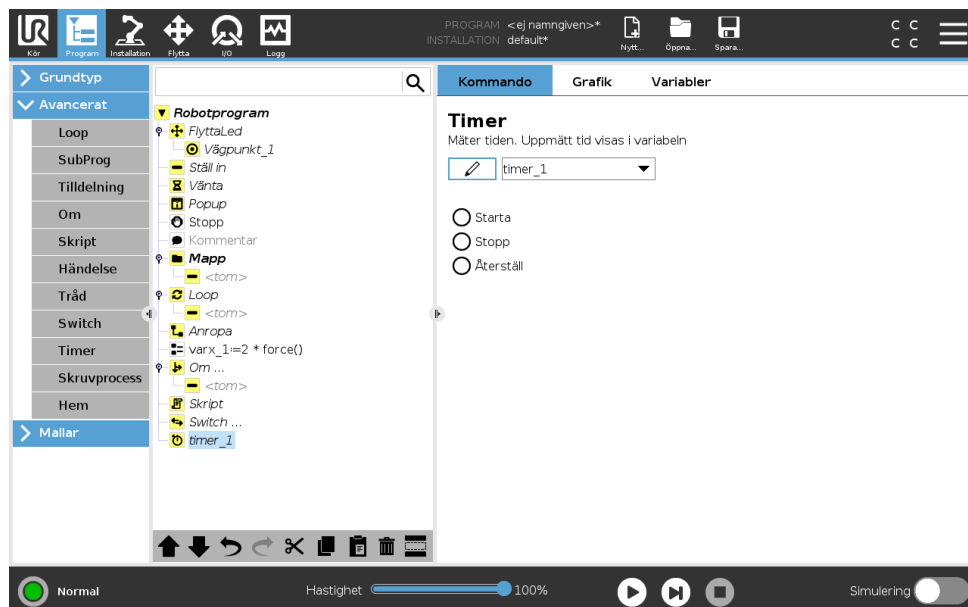 UR
PROGRAM <ej namngiven>*
INSTALLATION default*
C C
C C
Kör Program Installation Flytta I/O Logg Nytt... Öppna... Spara...
Grundtyp
Avancerat
Loop
SubProg
Tilldelning
Om
Skript
Händelse
Tråd
Switch
Timer
Skruvprocess
Hem
Mallar
Robotprogram
FlyttaLed
Vägpunkt_1
Ställ in
Vänta
Popup
Stopp
Kommentar
Mapp
<tom>
Loop
<tom>
Anropa
varx_1:=2 * force()
Om ...
<tom>
Skript
Switch ...
timer_1
Kommando Grafik Variabler
Timer
Mäter tiden. Uppmätt tid visas i variabeln
timer_1
Starta
Stopp
Återställ
Normal Hastighet 100% Simulering